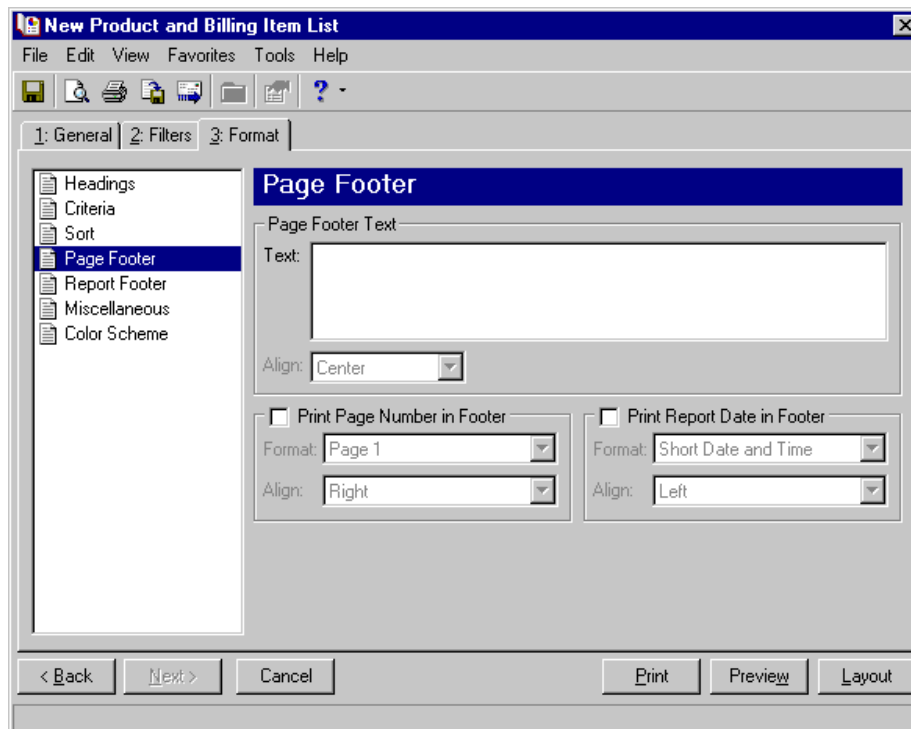 New Product and Billing Item List
File Edit View Favorites Tools Help
1: General 2: Filters 3: Format
Headings
Criteria
Sort
Page Footer
Report Footer
Miscellaneous
Color Scheme
Page Footer
Page Footer Text
Text:
Align: Center
Print Page Number in Footer
Format: Page 1
Align: Right
Print Report Date in Footer
Format: Short Date and Time
Align: Left
< Back Next > Cancel Print Preview Layout